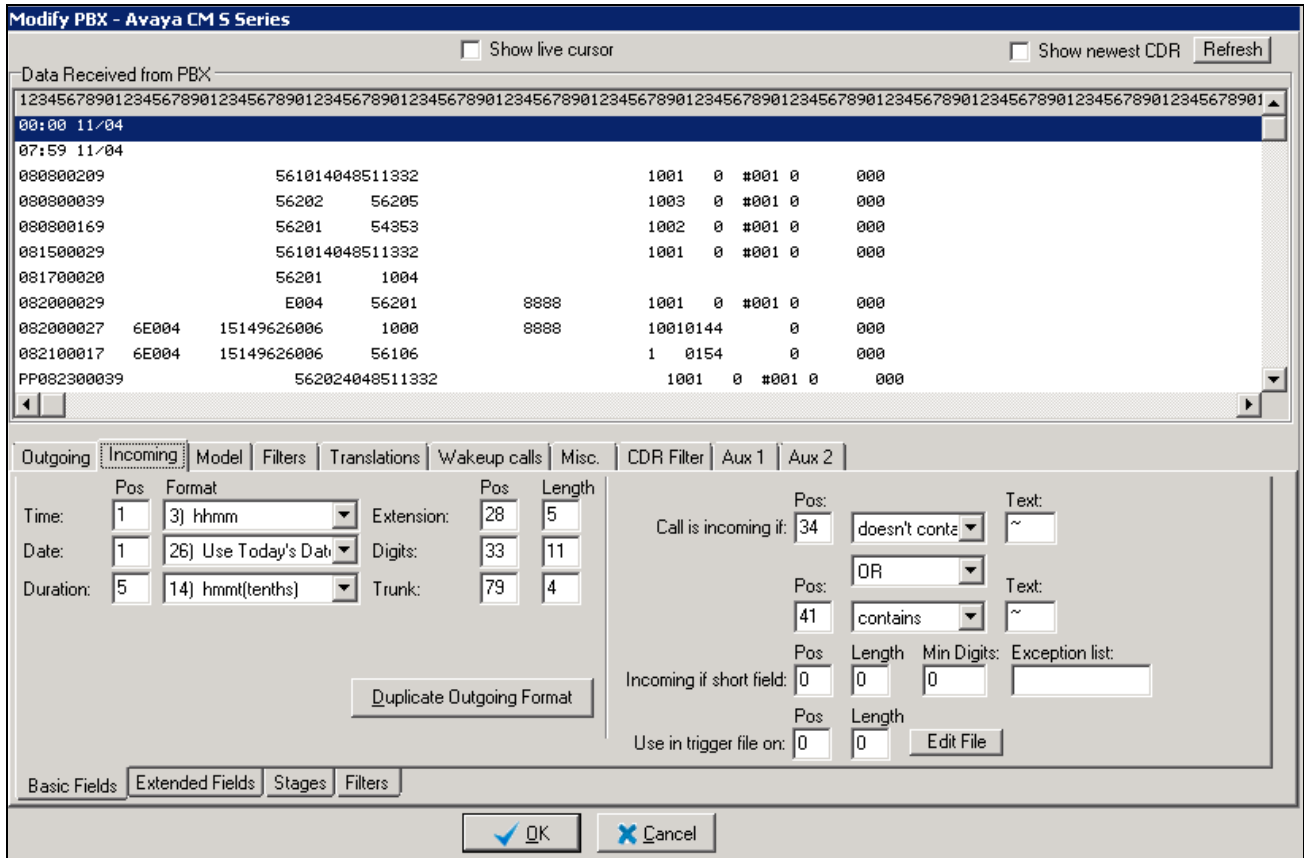 Modify PBX - Avaya CM S Series
Show live cursor Show newest CDR Refresh
Data Received from PBX
12345678901234567890123456789012345678901234567890123456789012345678901234567890123456789012345678901234567890123456789012345678901
00:00 11/04
07:59 11/04
080800209 561014048511332 1001 0 #001 0 000
080800039 56202 56205 1003 0 #001 0 000
080800169 56201 54353 1002 0 #001 0 000
081500029 561014048511332 1001 0 #001 0 000
081700020 56201 1004
082000029 E004 56201 8888 1001 0 #001 0 000
082000027 6E004 15149626006 1000 8888 10010144 0 000
082100017 6E004 15149626006 56106 1 0154 0 000
PP082300039 562024048511332 1001 0 #001 0 000
Outgoing Incoming Model Filters Translations Wakeup calls Misc. CDR Filter Aux 1 Aux 2
Pos Format Pos Length
Time: 1 3) hhmm Extension: 28 5
Date: 1 26) Use Today's Dat Digits: 33 11
Duration: 5 14) hmmt(tenths) Trunk: 79 4
Duplicate Outgoing Format
Pos: Text:
Call is incoming if: 34 doesn't conta ~
OR
Pos: Text:
41 contains ~
Pos Length Min Digits: Exception list:
Incoming if short field: 0 0 0
Pos Length
Use in trigger file on: 0 0 Edit File
Basic Fields Extended Fields Stages Filters
OK Cancel